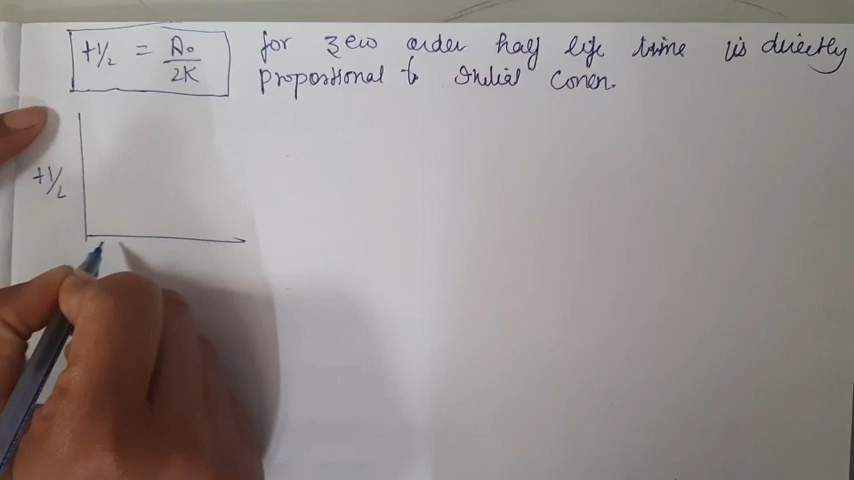 t1/2 = A0/2K
for zero order half life time is directly
proportional to Initial Concn.
t1/2